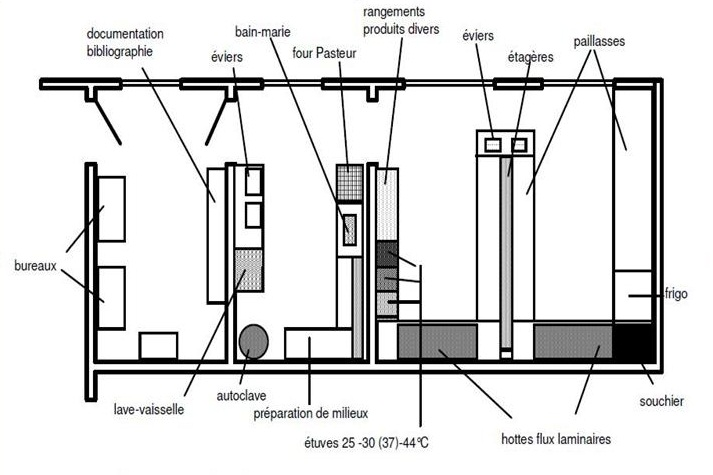 rangements
produits divers
bain-marie
documentation
bibliographie
éviers
four Pasteur
éviers
étagères
paillasses
bureaux
frigo
autoclave
lave-vaisselle
préparation de milieux
souchier
étuves 25 -30 (37)-44°C
hottes flux laminaires